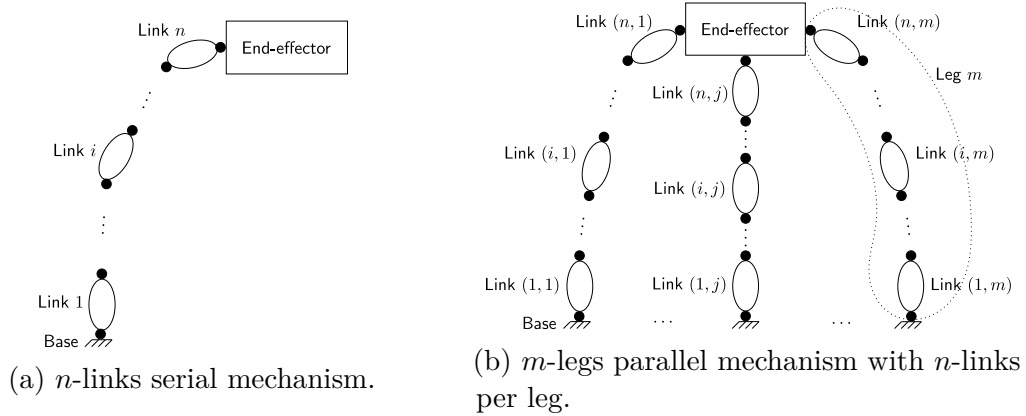 Link n
End-effector
Link i
Link 1
Base
(a) n-links serial mechanism.
Link (n, 1)
End-effector
Link (n, m)
Leg m
Link (n, j)
Link (i, 1)
Link (i, m)
Link (i, j)
Link (1, 1)
Link (1, j)
Link (1, m)
Base
... ...
(b) m-legs parallel mechanism with n-links
per leg.